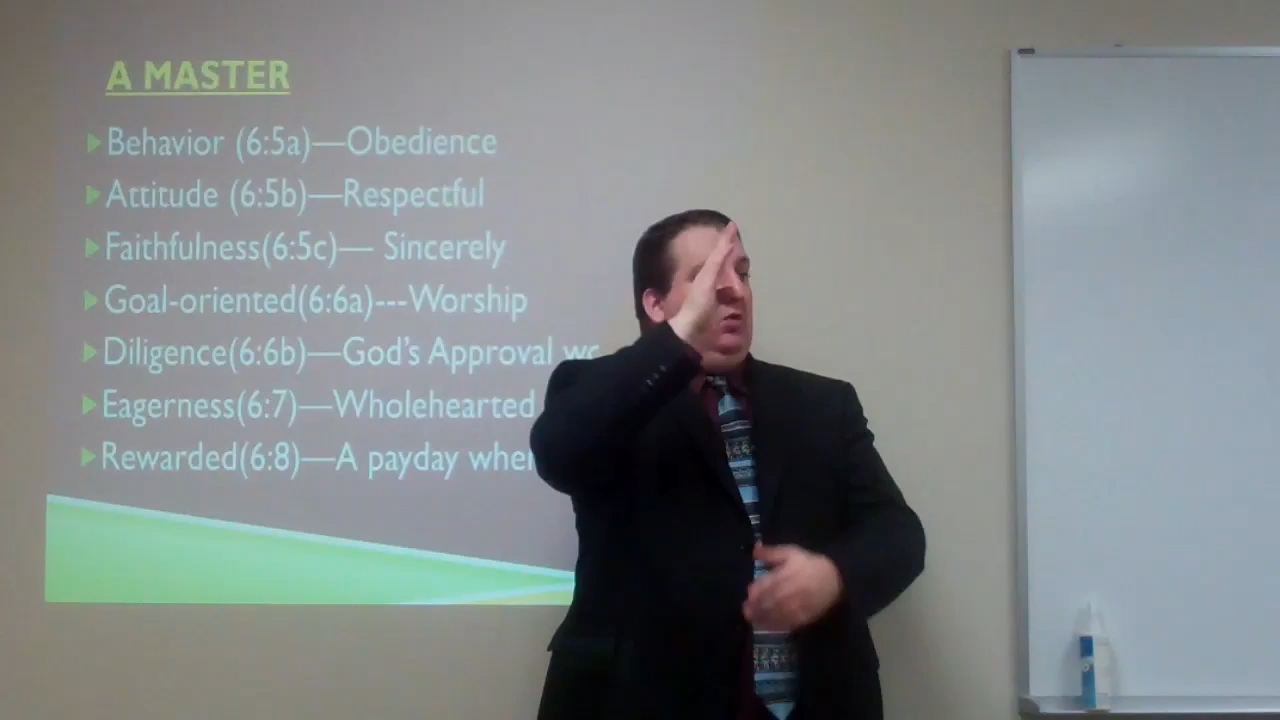 A MASTER
Behavior (6:5a)—Obedience
Attitude (6:5b)—Respectful
Faithfulness(6:5c)— Sincerely
Goal-oriented(6:6a)---Worship
Diligence(6:6b)—God's Approval
Eagerness(6:7)—Wholehearted
Rewarded(6:8)—A payday